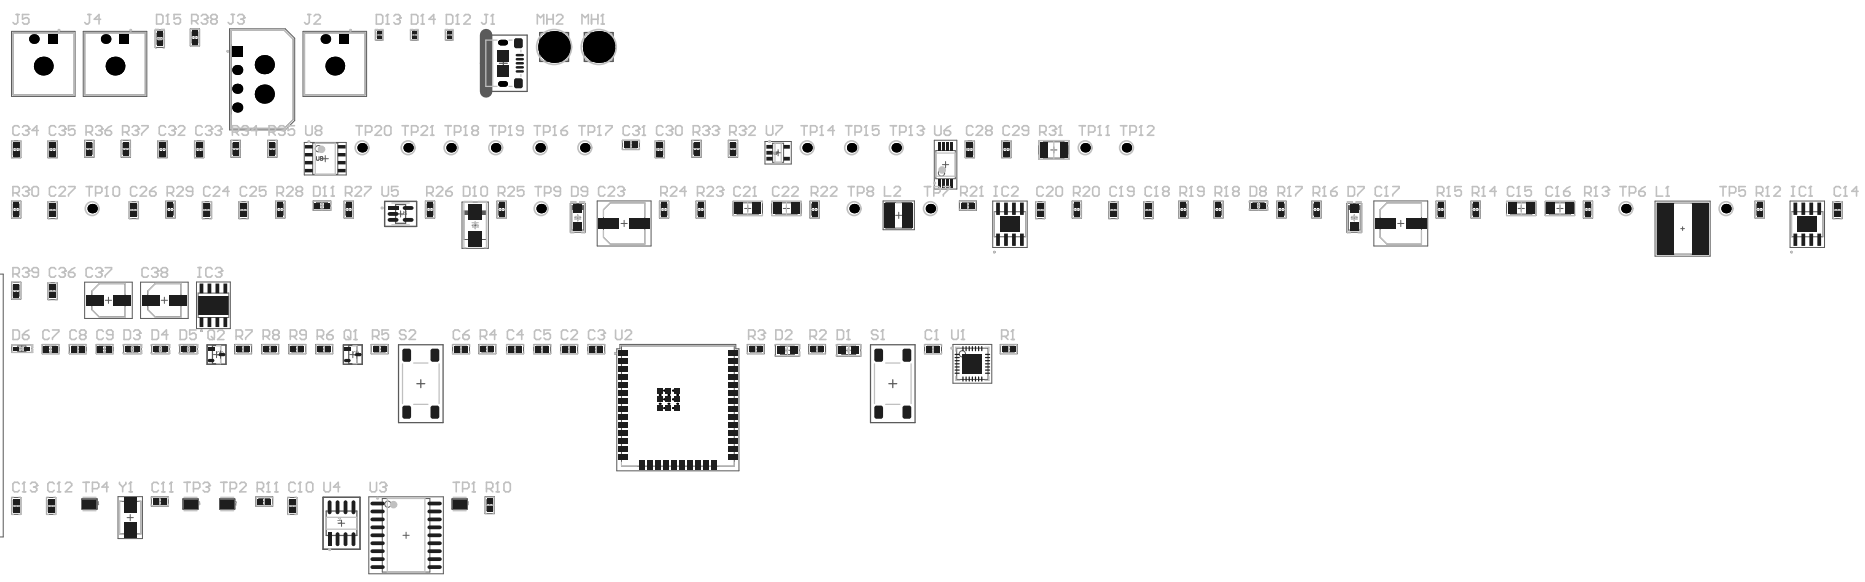 J5 J4 D15 R38 J3 J2 D13 D14 D12 J1 MH2 MH1
C34 C35 R36 R37 C32 C33 R34 R35 U8 TP20 TP21 TP18 TP19 TP16 TP17 C31 C30 R33 R32 U7 TP14 TP15 TP13 U6 C28 C29 R31 TP11 TP12
U8
R30 C27 TP10 C26 R29 C24 C25 R28 D11 R27 U5 R26 D10 R25 TP9 D9 C23 R24 R23 C21 C22 R22 TP8 L2 TP7 R21 IC2 C20 R20 C19 C18 R19 R18 D8 R17 R16 D7 C17 R15 R14 C15 C16 R13 TP6 L1 TP5 R12 IC1 C14
R39 C36 C37 C38 IC3
D6 C7 C8 C9 D3 D4 D5 Q2 R7 R8 R9 R6 Q1 R5 S2 C6 R4 C4 C5 C2 C3 U2 R3 D2 R2 D1 S1 C1 U1 R1
C13 C12 TP4 Y1 C11 TP3 TP2 R11 C10 U4 U3 TP1 R10